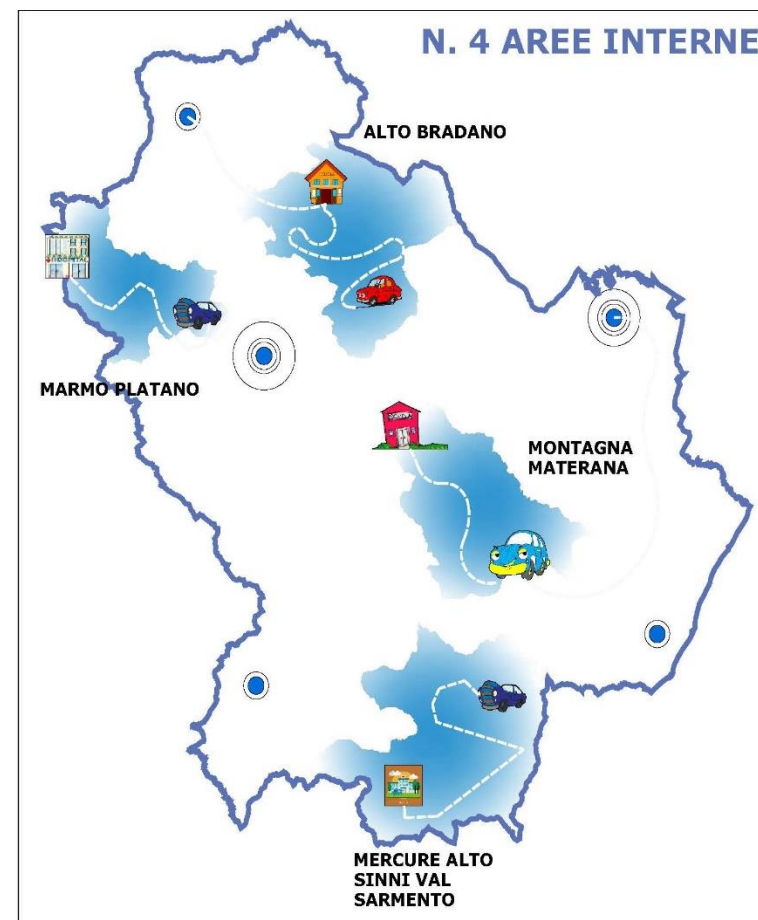 N. 4 AREE INTERNE
ALTO BRADANO
MARMO PLATANO
MONTAGNA
MATERANA
MERCURE ALTO
SINNI VAL
SARMENTO